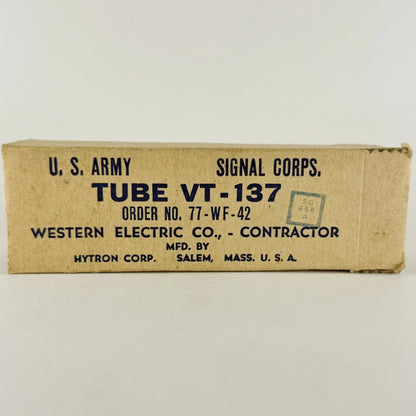 U. S. ARMY SIGNAL CORPS.
TUBE VT-137
ORDER NO. 77-WF-42
WESTERN ELECTRIC CO., - CONTRACTOR
MFD. BY
HYTRON CORP. SALEM, MASS. U. S. A.
SC
A